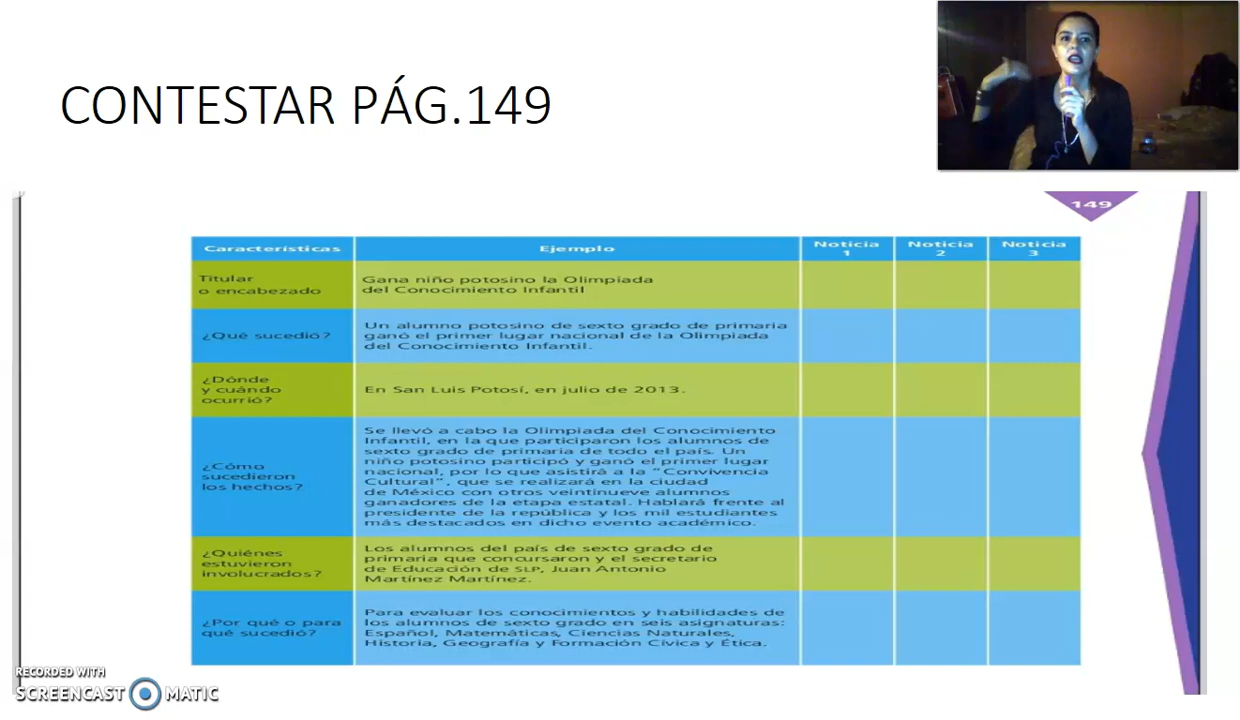 CONTESTAR PÁG.149
149
Características
Ejemplo
Noticia
1
Noticia
2
Noticia
3
Titular
o encabezado
Gana niño potosino la Olimpiada
del Conocimiento Infantil
¿Qué sucedió?
Un alumno potosino de sexto grado de primaria
ganó el primer lugar nacional de la Olimpiada
del Conocimiento Infantil.
¿Dónde
y cuándo
ocurrió?
En San Luis Potosí, en julio de 2013.
¿Cómo
sucedieron
los hechos?
Se llevó a cabo la Olimpiada del Conocimiento
Infantil, en la que participaron los alumnos de
sexto grado de primaria de todo el país. Un
niño potosino participó y ganó el primer lugar
nacional, por lo que asistirá a la “Convivencia
Cultural”, que se realizará en la ciudad
de México con otros veintinueve alumnos
ganadores de la etapa estatal. Hablará frente al
presidente de la república y los mil estudiantes
más destacados en dicho evento académico.
¿Quiénes
estuvieron
involucrados?
Los alumnos del país de sexto grado de
primaria que concursaron y el secretario
de Educación de SLP, Juan Antonio
Martínez Martínez.
¿Por qué o para
qué sucedió?
Para evaluar los conocimientos y habilidades de
los alumnos de sexto grado en seis asignaturas:
Español, Matemáticas, Ciencias Naturales,
Historia, Geografía y Formación Cívica y Ética.
RECORDED WITH
SCREENCAST MATIC